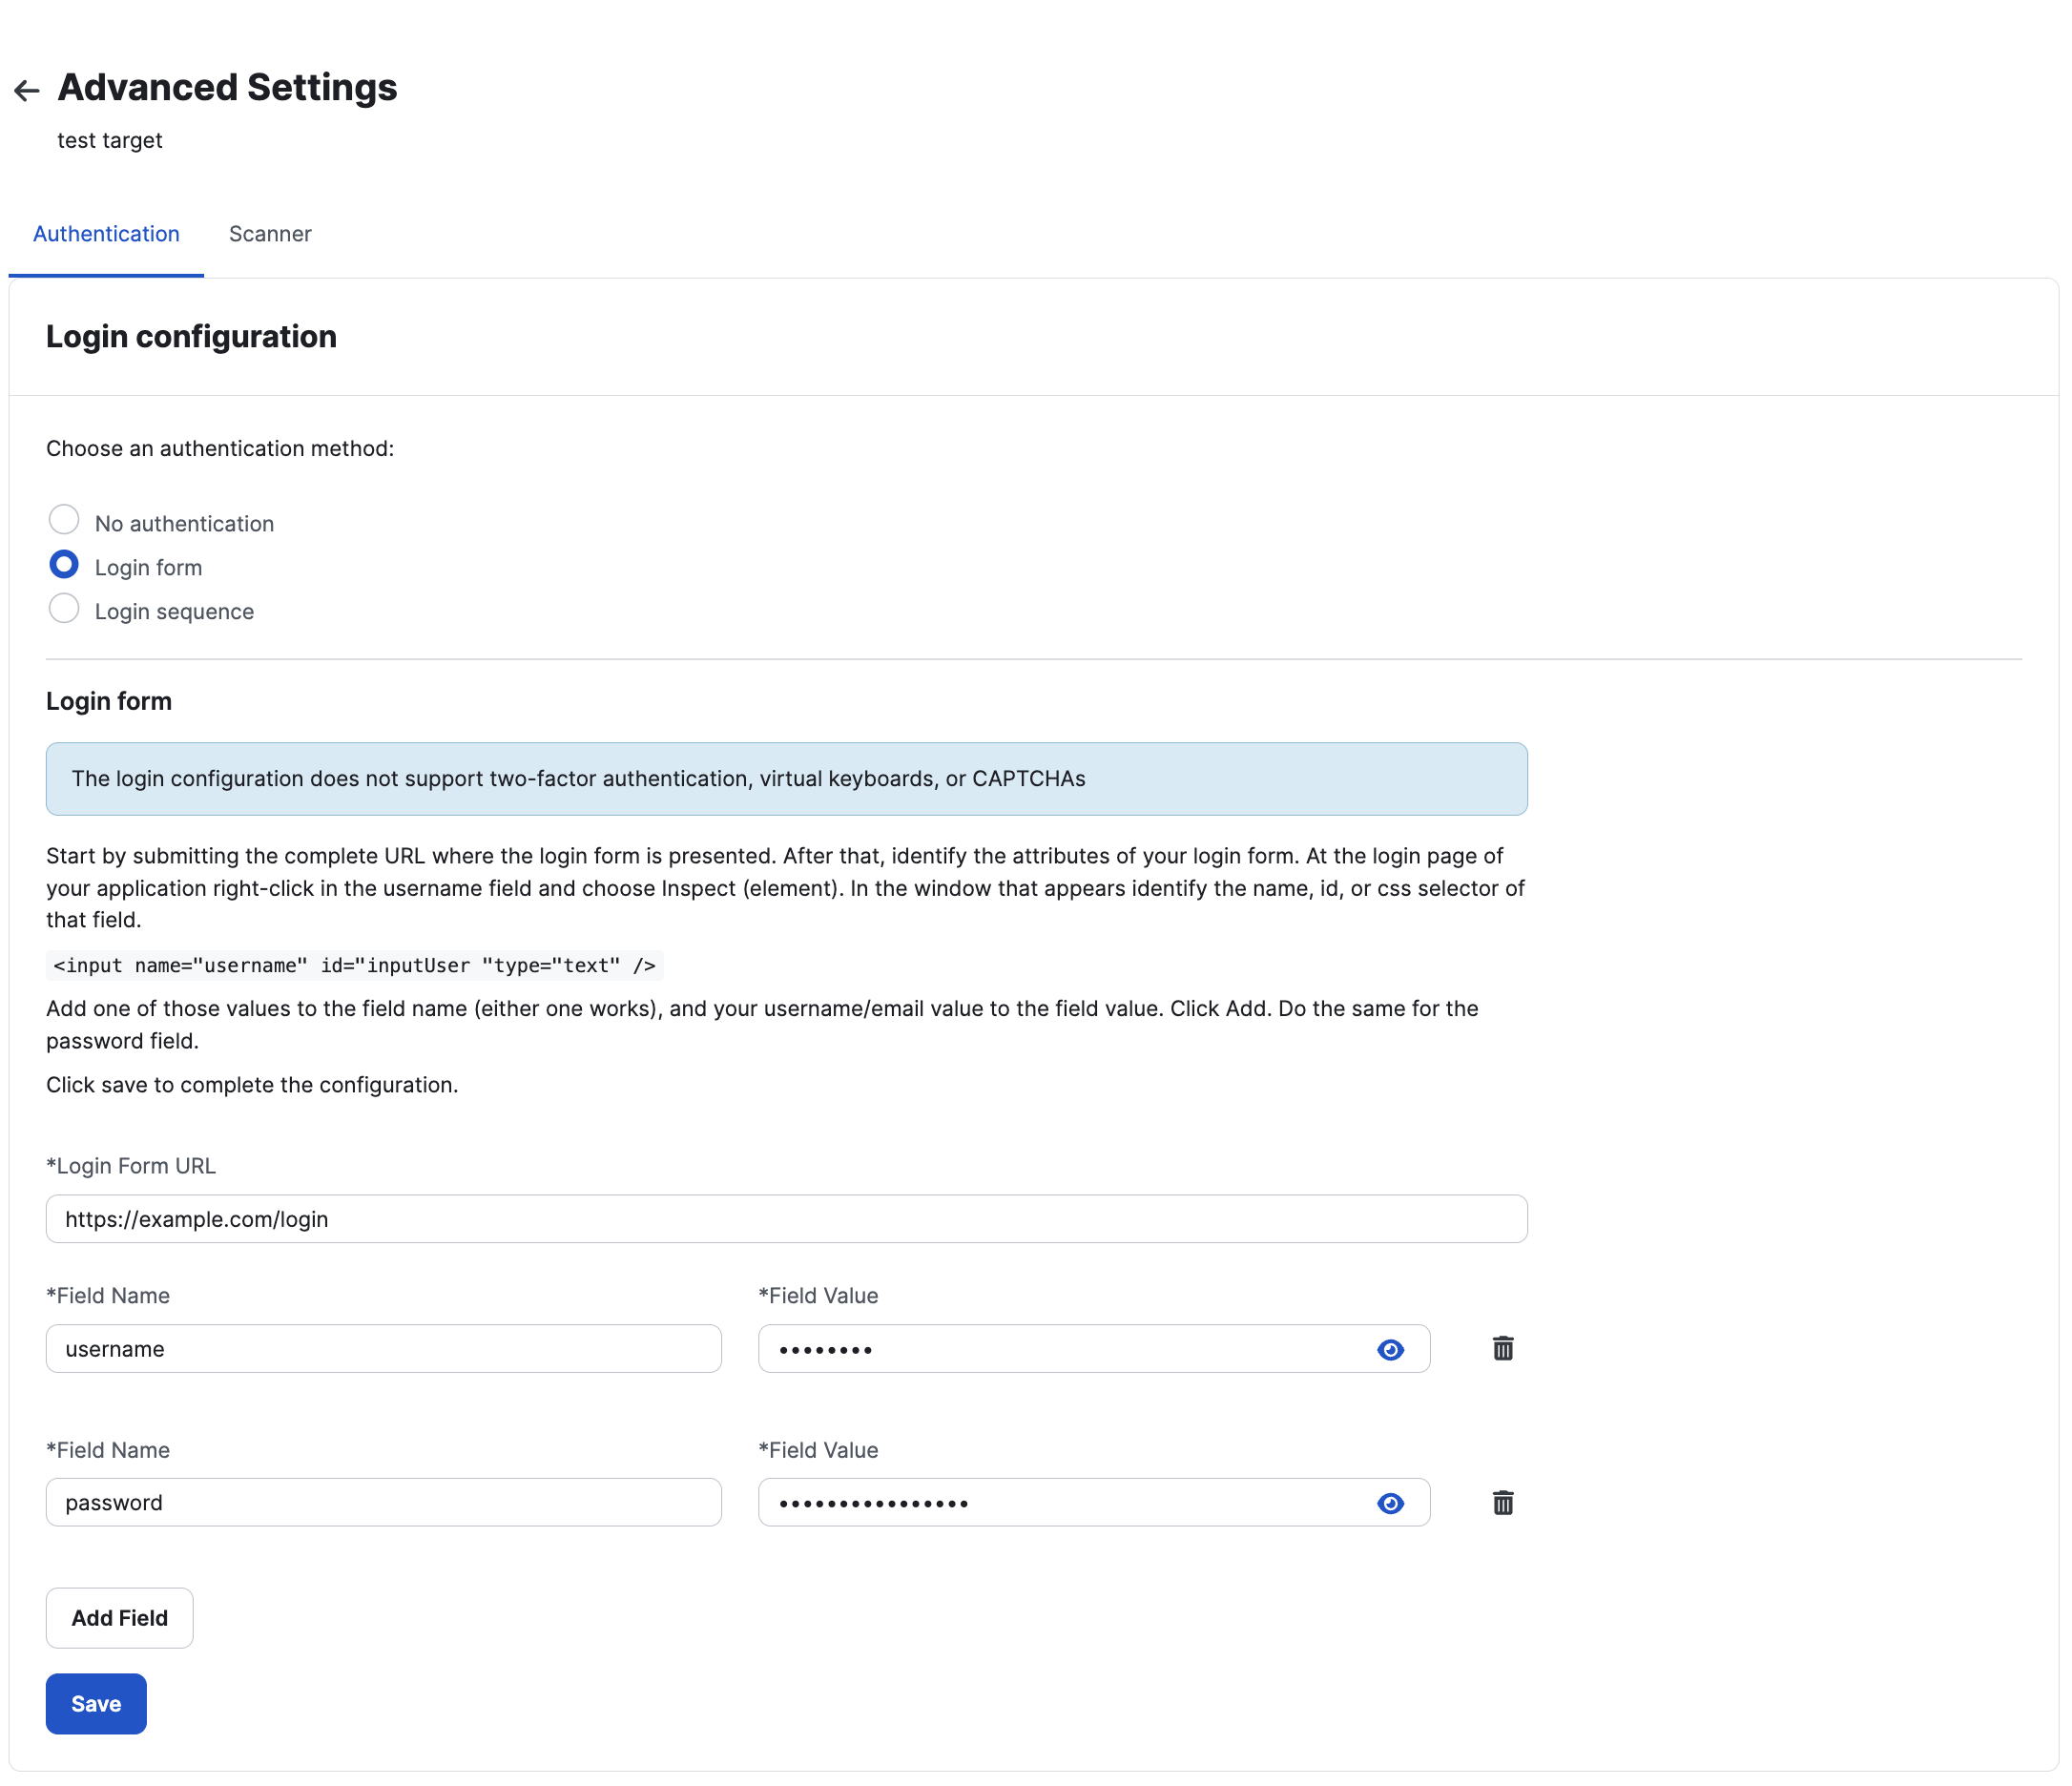 Advanced Settings
test target
Authentication Scanner
Login configuration
Choose an authentication method:
No authentication
Login form
Login sequence
Login form
The login configuration does not support two-factor authentication, virtual keyboards, or CAPTCHAs
Start by submitting the complete URL where the login form is presented. After that, identify the attributes of your login form. At the login page of
your application right-click in the username field and choose Inspect (element). In the window that appears identify the name, id, or css selector of
that field.
<input name="username" id="inputUser "type="text" />
Add one of those values to the field name (either one works), and your username/email value to the field value. Click Add. Do the same for the
password field.
Click save to complete the configuration.
*Login Form URL
https://example.com/login
*Field Name *Field Value
username ••••••••
*Field Name *Field Value
password ••••••••••••••••
Add Field
Save